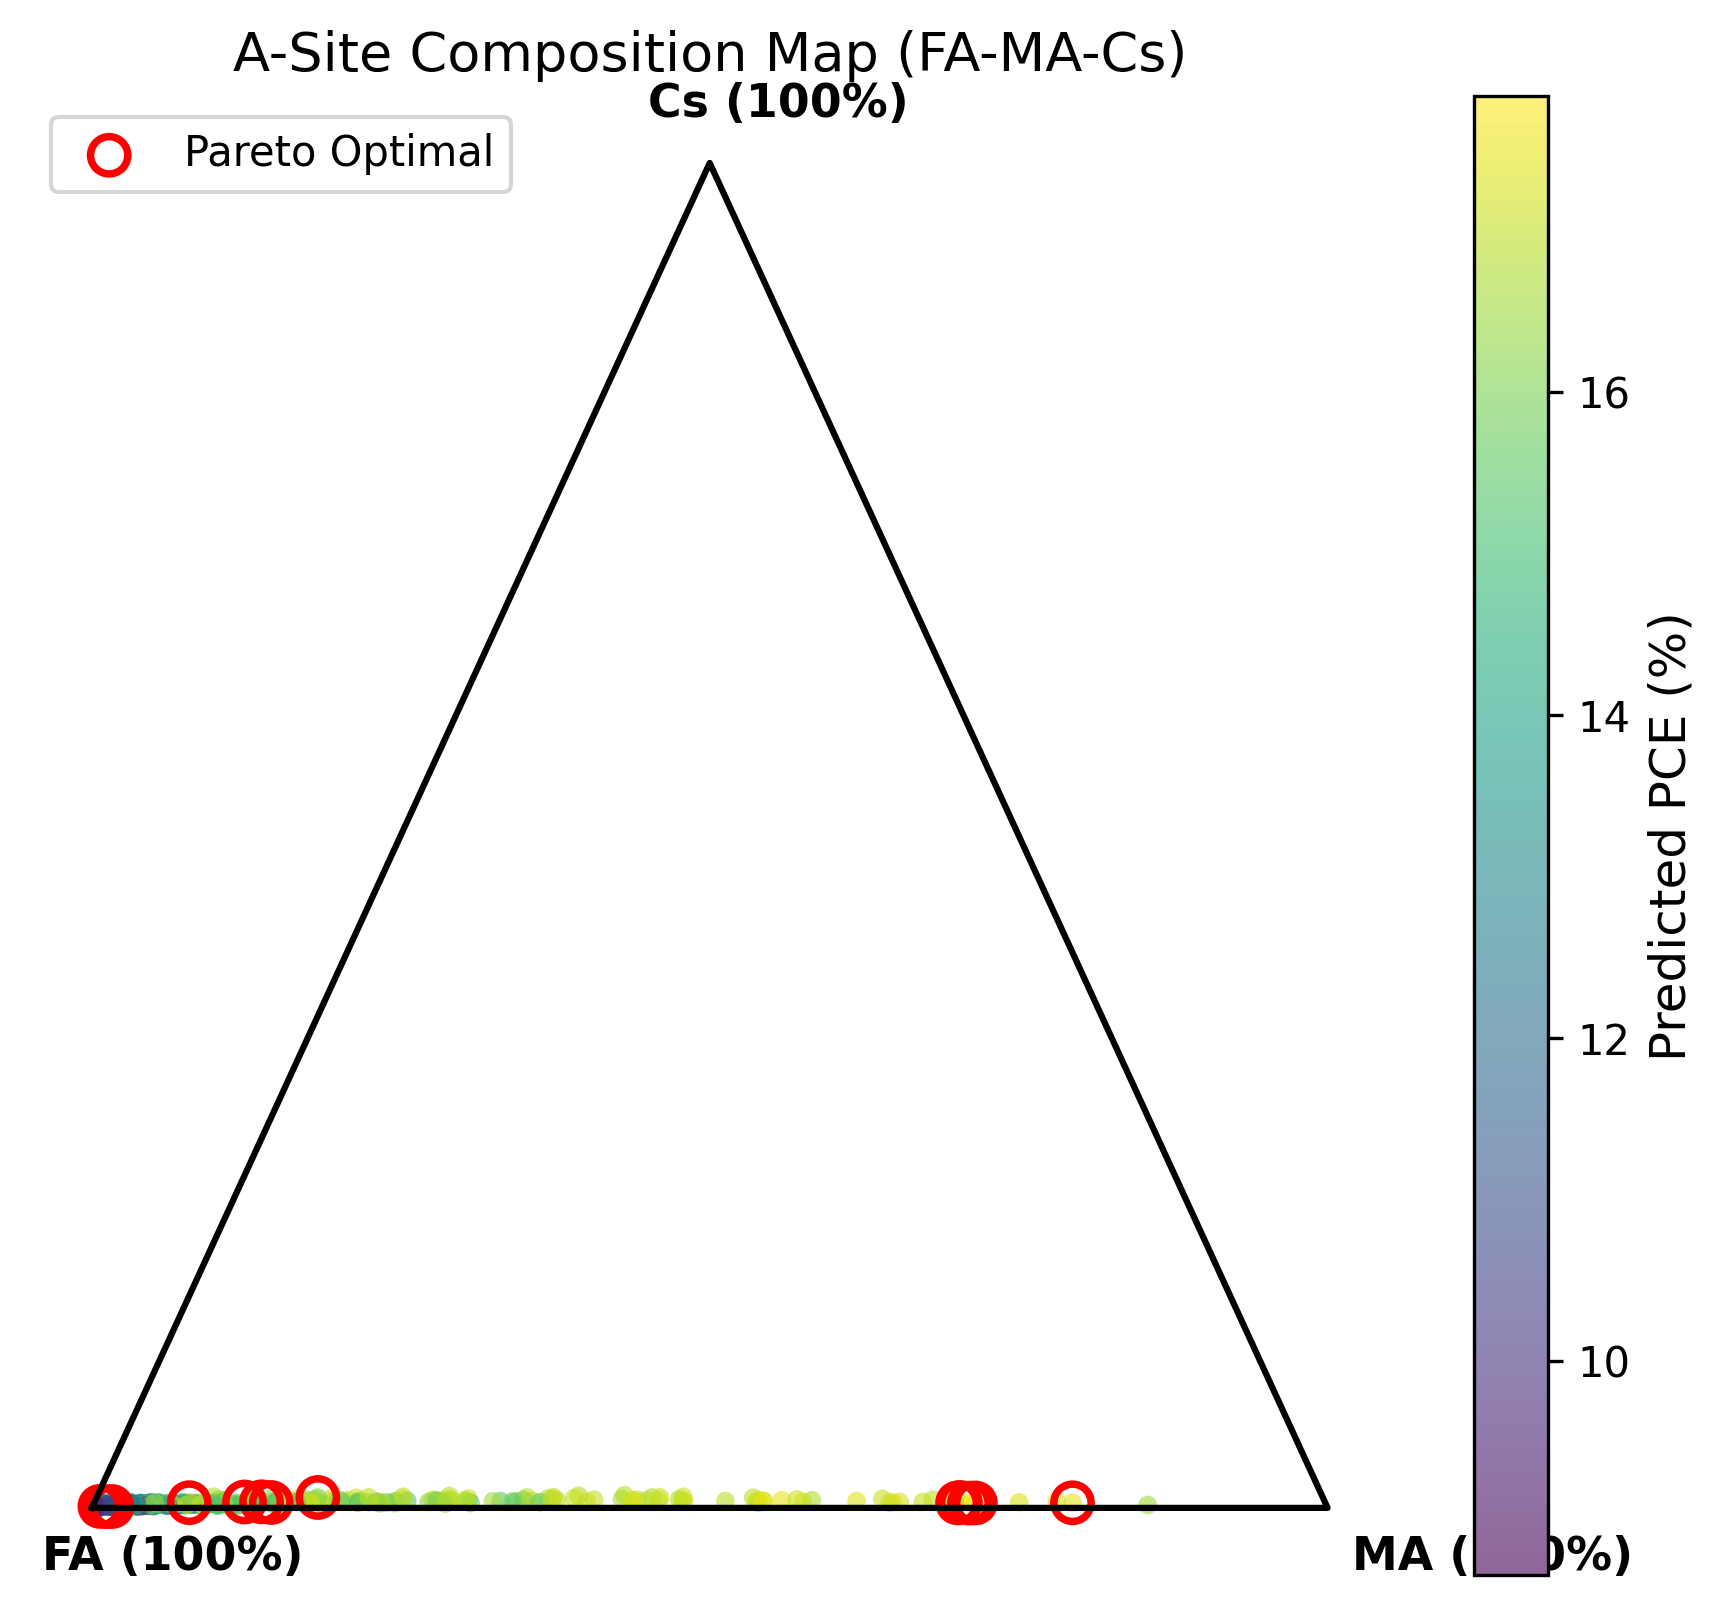 A-Site Composition Map (FA-MA-Cs)
Cs (100%)
Pareto Optimal
16
14
12
10
Predicted PCE (%)
FA (100%)
MA (  0%)